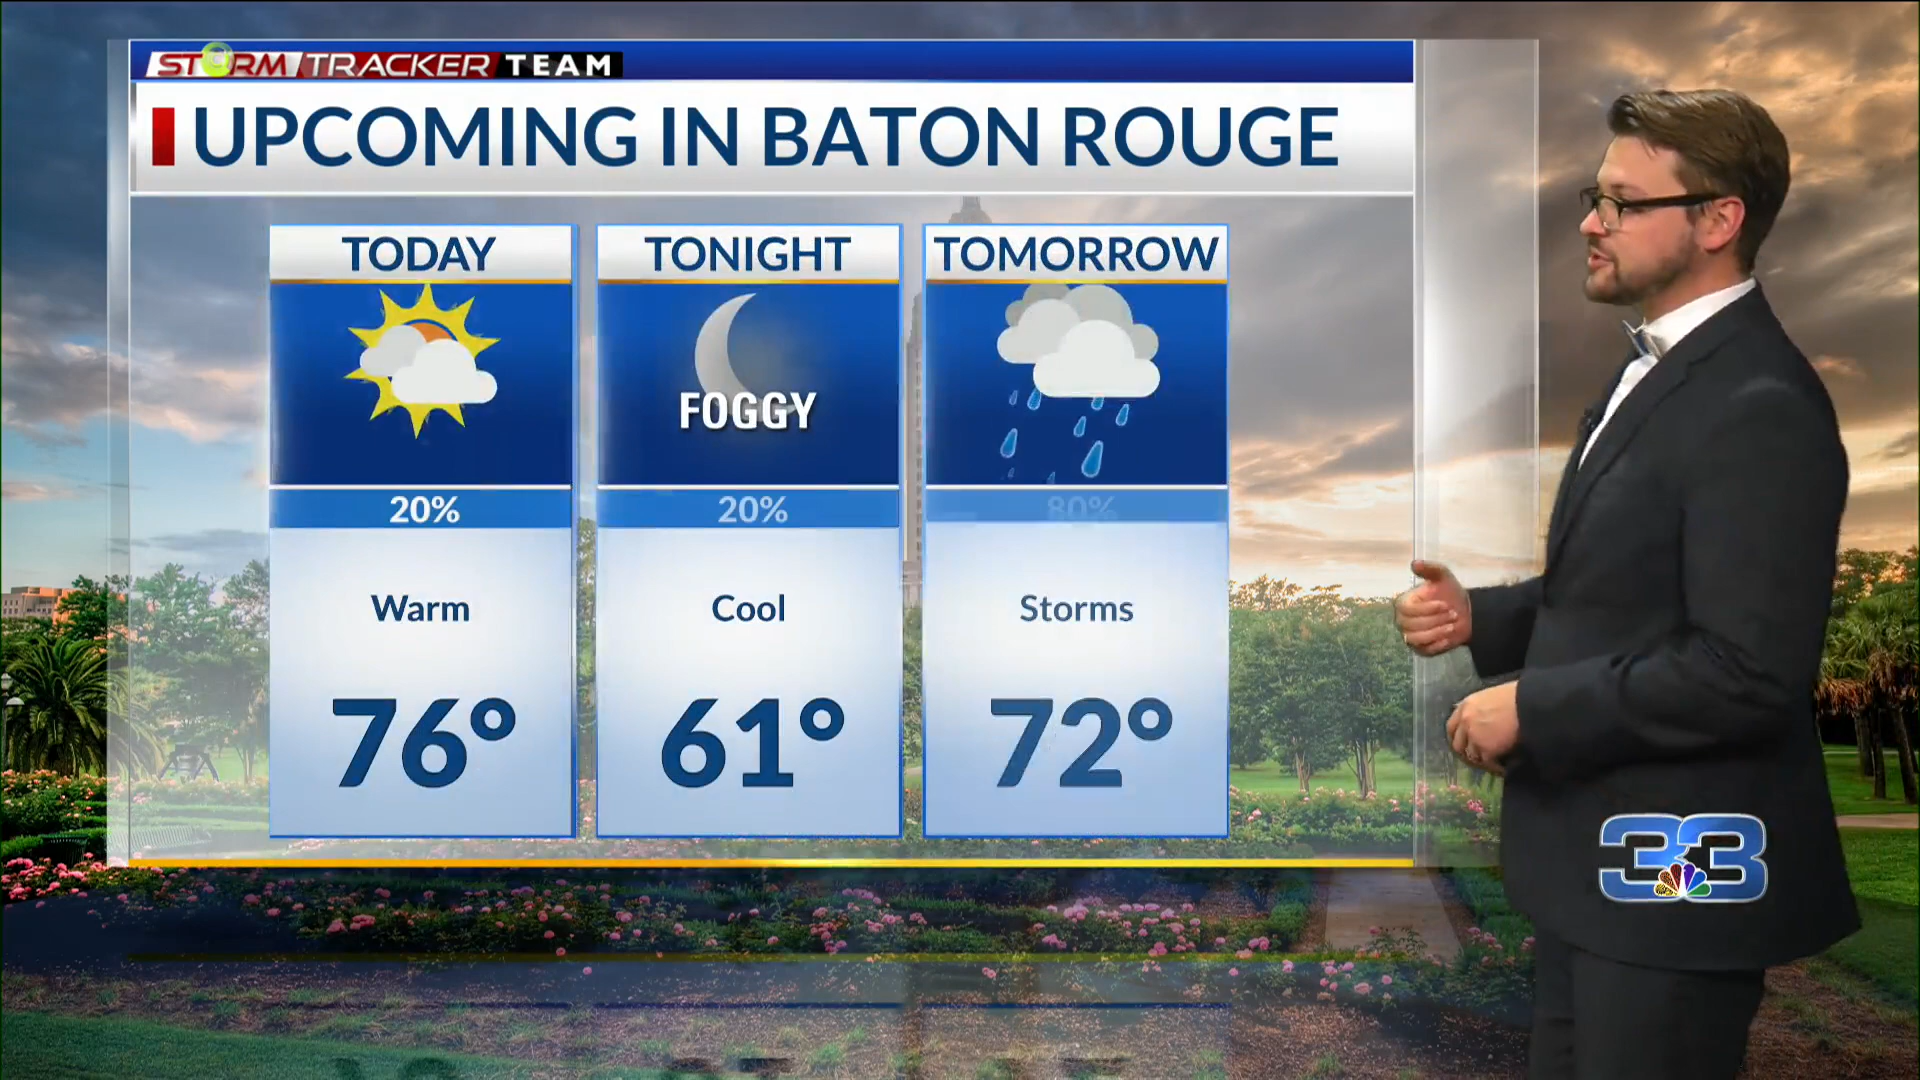 STORM TRACKER TEAM
UPCOMING IN BATON ROUGE
TODAY
20%
Warm
76°
TONIGHT
FOGGY
20%
Cool
61°
TOMORROW
80%
Storms
72°
33